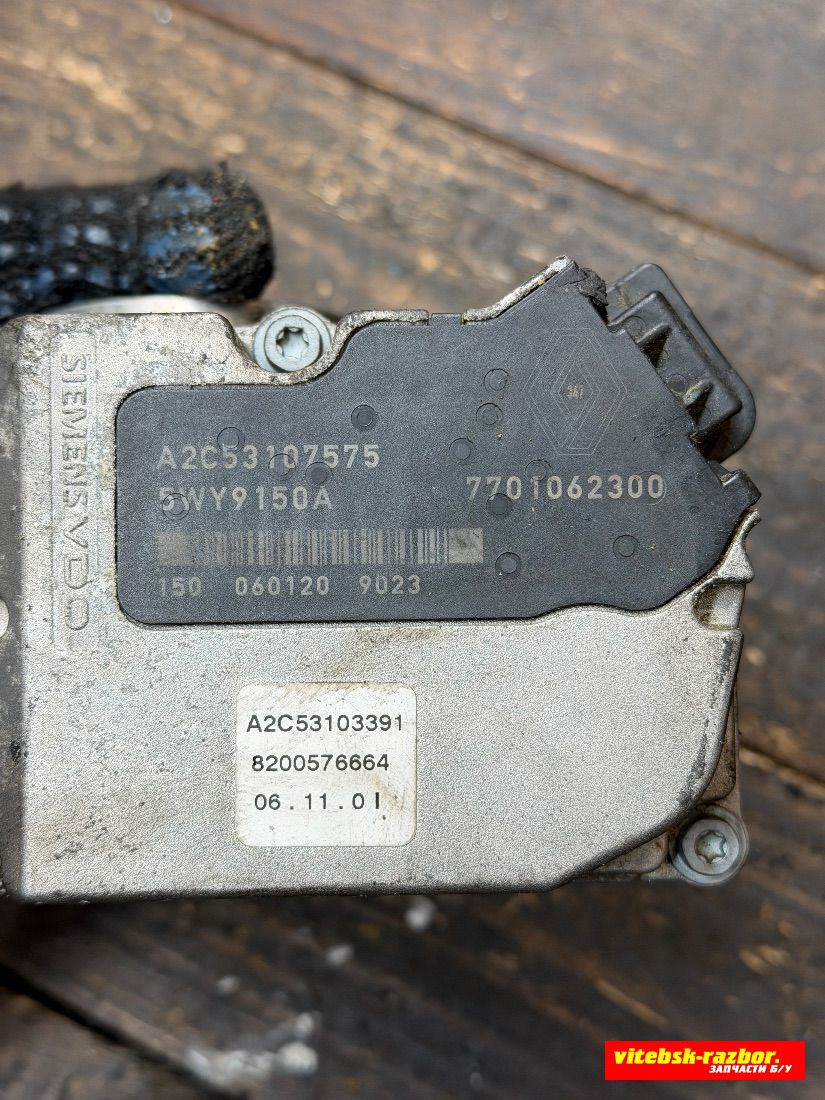 SIEMENS VDO
A2C53107575
5WY9150A
7701062300
150 060120 9023
A2C53103391
8200576664
06.11.01
vitebsk-razbor.
ЗАПЧАСТИ Б/У